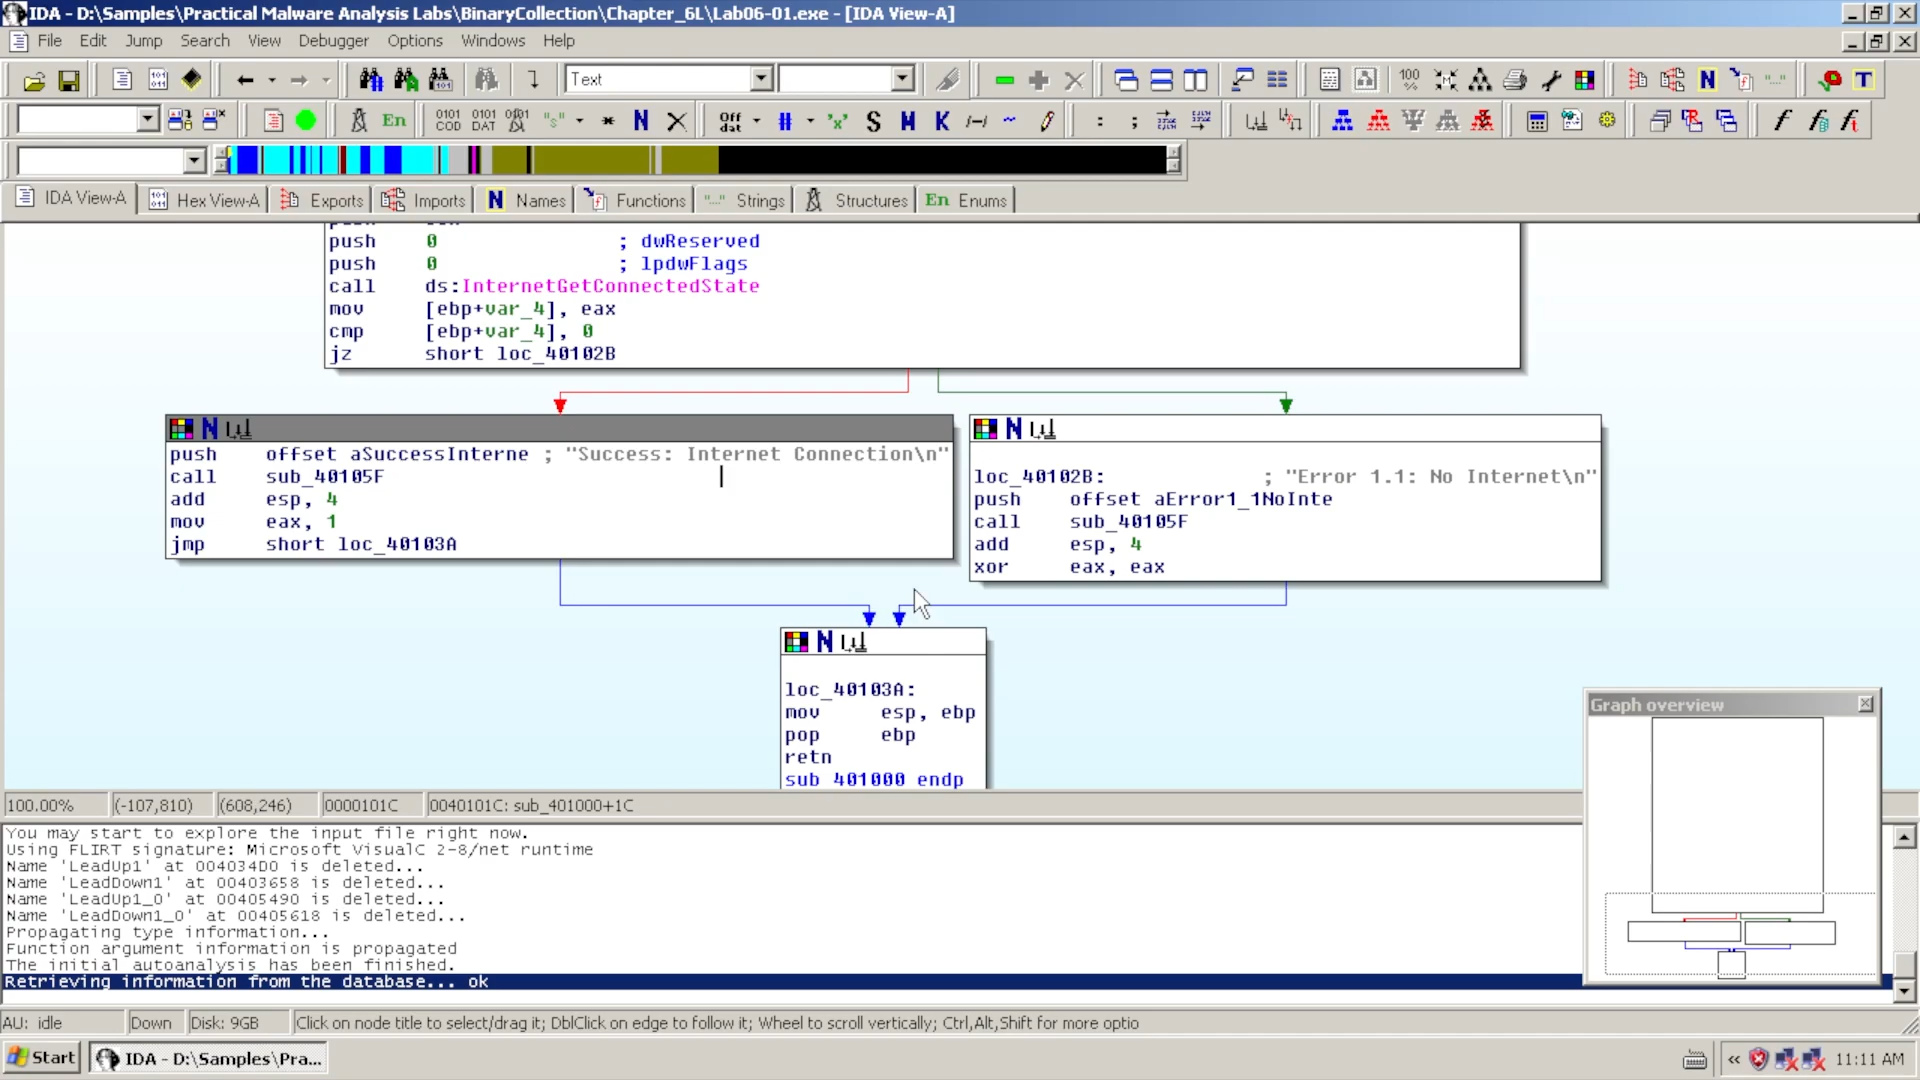 IDA - D:\Samples\Practical Malware Analysis Labs\BinaryCollection\Chapter_6L\Lab06-01.exe - [IDA View-A]
File Edit Jump Search View Debugger Options Windows Help
Text
100 %
En 0101 COD 0101 DAT "s" * N X Off dat # 'x' S M K : ;
IDA View-A Hex View-A Exports Imports N Names Functions Strings Structures En Enums
push 0 ; dwReserved
push 0 ; lpdwFlags
call ds:InternetGetConnectedState
mov [ebp+var_4], eax
cmp [ebp+var_4], 0
jz short loc_40102B
N
push offset aSuccessInterne ; "Success: Internet Connection\n"
call sub_40105F
add esp, 4
mov eax, 1
jmp short loc_40103A
N
loc_40102B: ; "Error 1.1: No Internet\n"
push offset aError1_1NoInte
call sub_40105F
add esp, 4
xor eax, eax
N
loc_40103A:
mov esp, ebp
pop ebp
retn
sub_401000 endp
Graph overview
100.00% (-107,810) (608,246) 0000101C 0040101C: sub_401000+1C
You may start to explore the input file right now.
Using FLIRT signature: Microsoft VisualC 2-8/net runtime
Name 'LeadUp1' at 004034D0 is deleted...
Name 'LeadDown1' at 00403658 is deleted...
Name 'LeadUp1_0' at 00405490 is deleted...
Name 'LeadDown1_0' at 00405618 is deleted...
Propagating type information...
Function argument information is propagated
The initial autoanalysis has been finished.
Retrieving information from the database... ok
AU: idle Down Disk: 9GB Click on node title to select/drag it; DblClick on edge to follow it; Wheel to scroll vertically; Ctrl,Alt,Shift for more optio
Start IDA - D:\Samples\Pra... « 11:11 AM